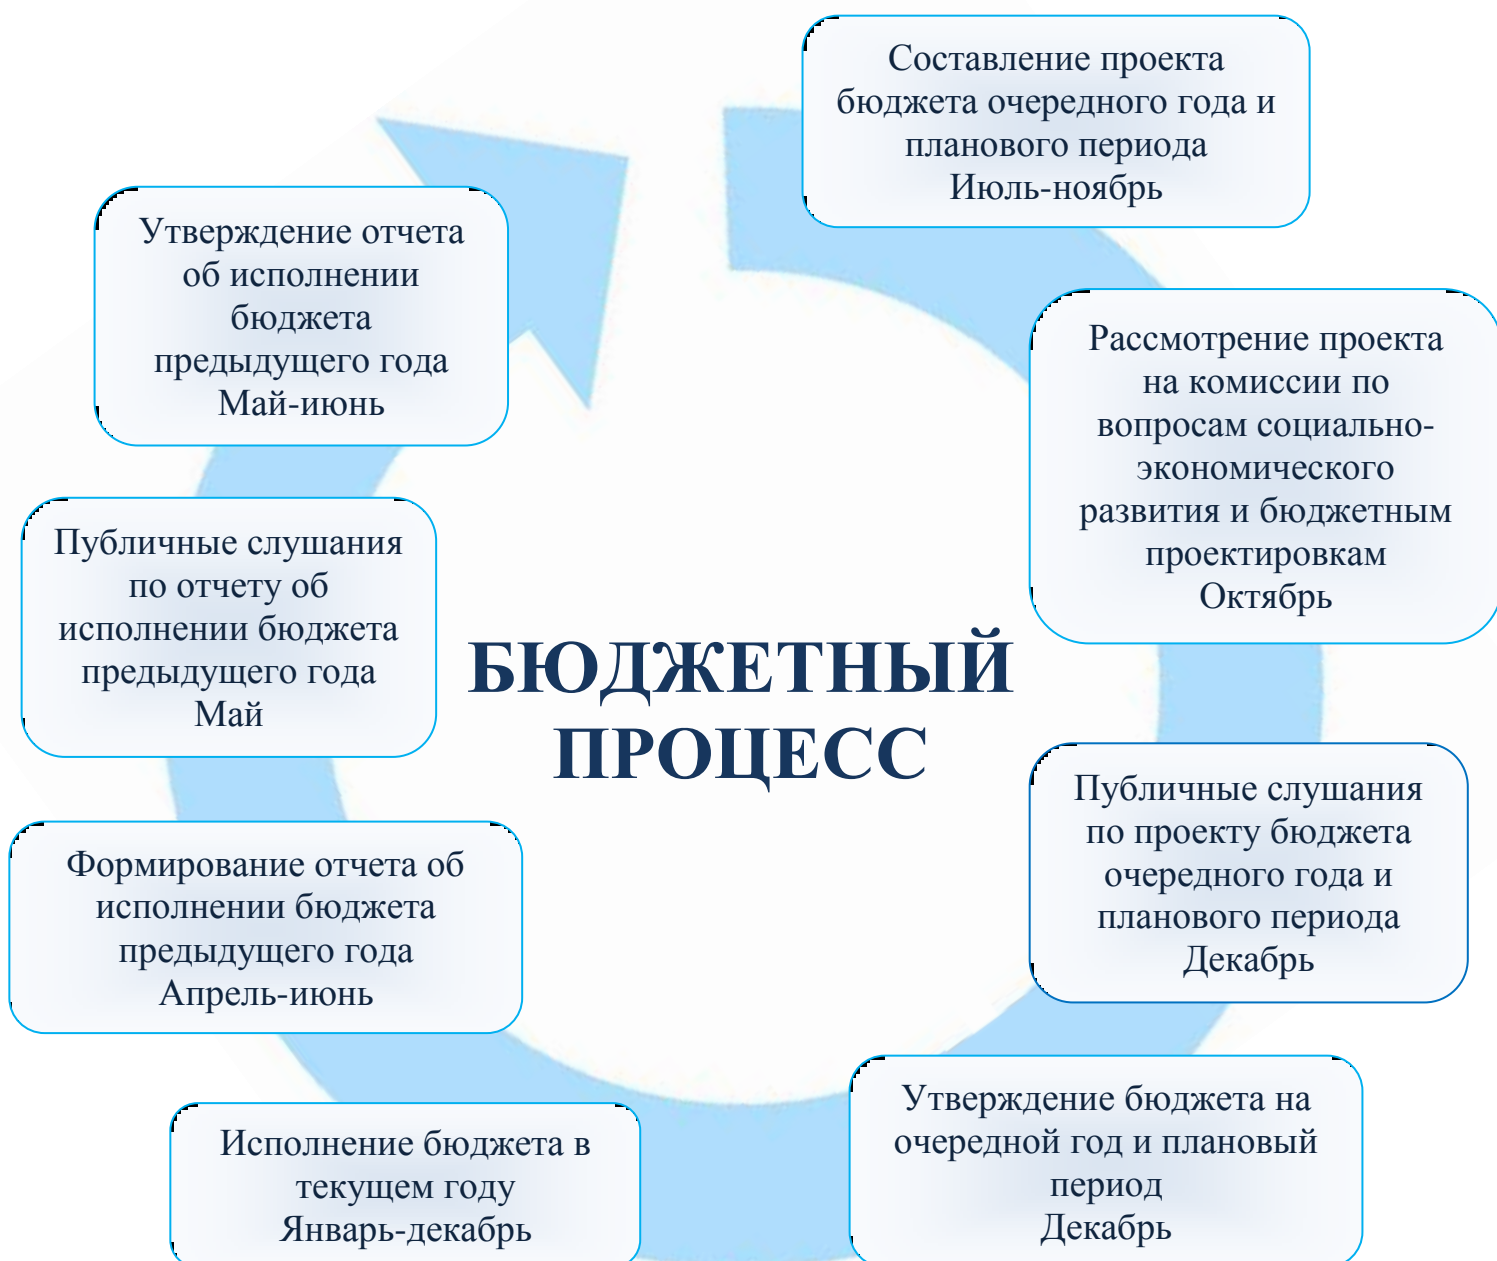 Составление проекта
бюджета очередного года и
планового периода
Июль-ноябрь
Рассмотрение проекта
на комиссии по
вопросам социально-
экономического
развития и бюджетным
проектировкам
Октябрь
Публичные слушания
по проекту бюджета
очередного года и
планового периода
Декабрь
Утверждение бюджета на
очередной год и плановый
период
Декабрь
Исполнение бюджета в
текущем году
Январь-декабрь
Формирование отчета об
исполнении бюджета
предыдущего года
Апрель-июнь
Публичные слушания
по отчету об
исполнении бюджета
предыдущего года
Май
Утверждение отчета
об исполнении
бюджета
предыдущего года
Май-июнь
БЮДЖЕТНЫЙ
ПРОЦЕСС